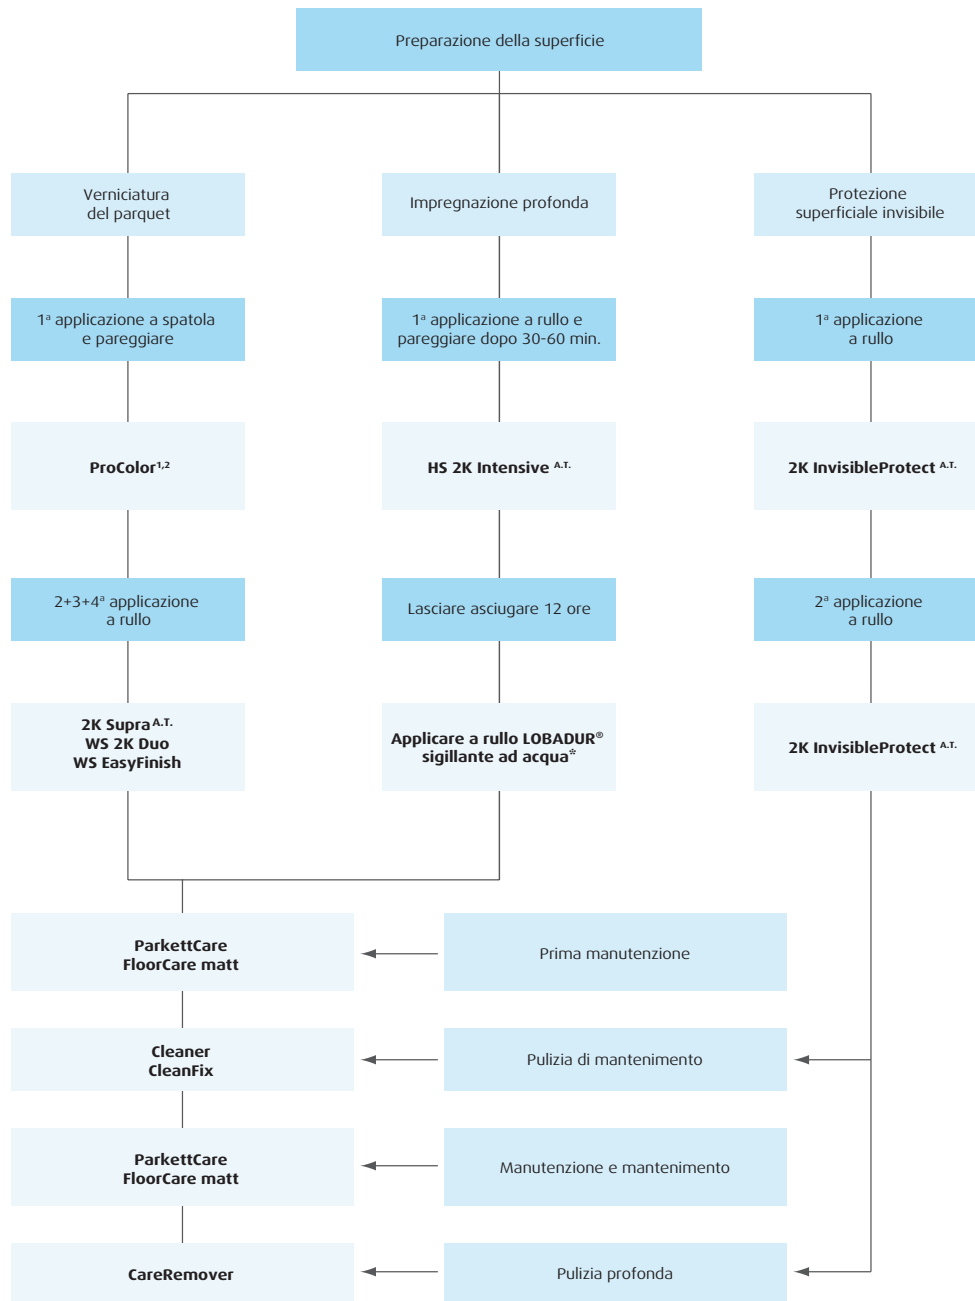 Preparazione della superficie
Verniciatura
del parquet
Impregnazione profonda
Protezione
superficiale invisibile
1ª applicazione a spatola
e pareggiare
1ª applicazione a rullo e
pareggiare dopo 30-60 min.
1ª applicazione
a rullo
ProColor¹,²
HS 2K Intensive A.T.
2K InvisibleProtect A.T.
2+3+4ª applicazione
a rullo
Lasciare asciugare 12 ore
2ª applicazione
a rullo
2K Supra A.T.
WS 2K Duo
WS EasyFinish
Applicare a rullo LOBADUR®
sigillante ad acqua*
2K InvisibleProtect A.T.
ParkettCare
FloorCare matt
Prima manutenzione
Cleaner
CleanFix
Pulizia di mantenimento
ParkettCare
FloorCare matt
Manutenzione e mantenimento
CareRemover
Pulizia profonda